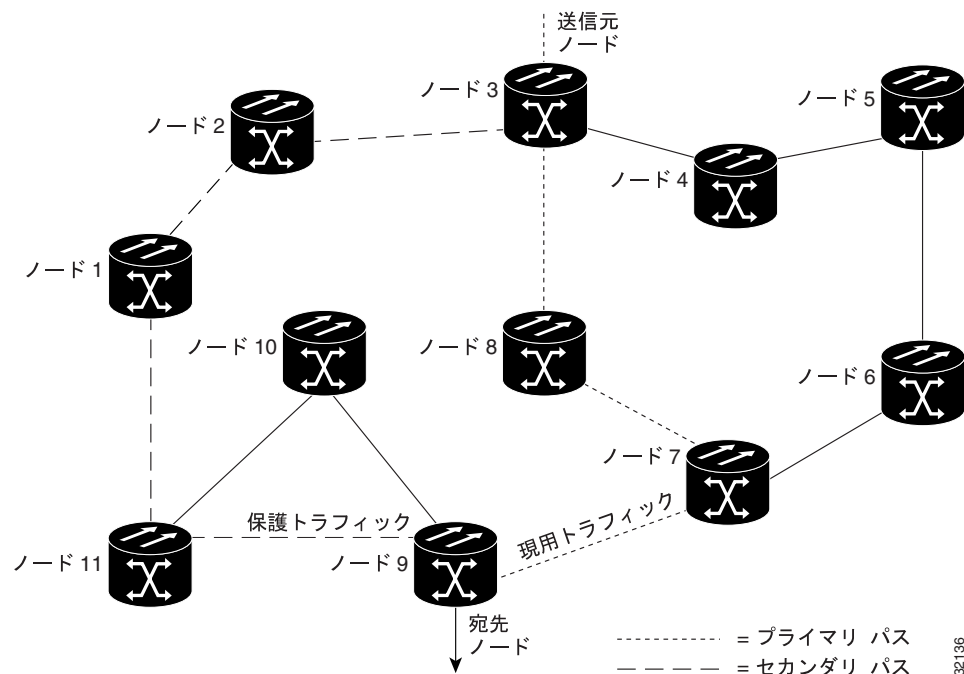 送信元
ノード
ノード 3
ノード 5
ノード 2
ノード 4
ノード 1
ノード 10
ノード 8
ノード 6
ノード 7
保護トラフィック
現用トラフィック
ノード 11
ノード 9
宛先
ノード
= プライマリ パス
= セカンダリ パス
32136